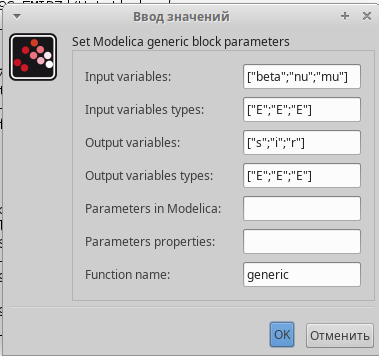 Ввод значений
Set Modelica generic block parameters
Input variables: ["beta";"nu";"mu"]
Input variables types: ["E";"E";"E"]
Output variables: ["s";"i";"r"]
Output variables types: ["E";"E";"E"]
Parameters in Modelica:
Parameters properties:
Function name: generic
OK Отменить